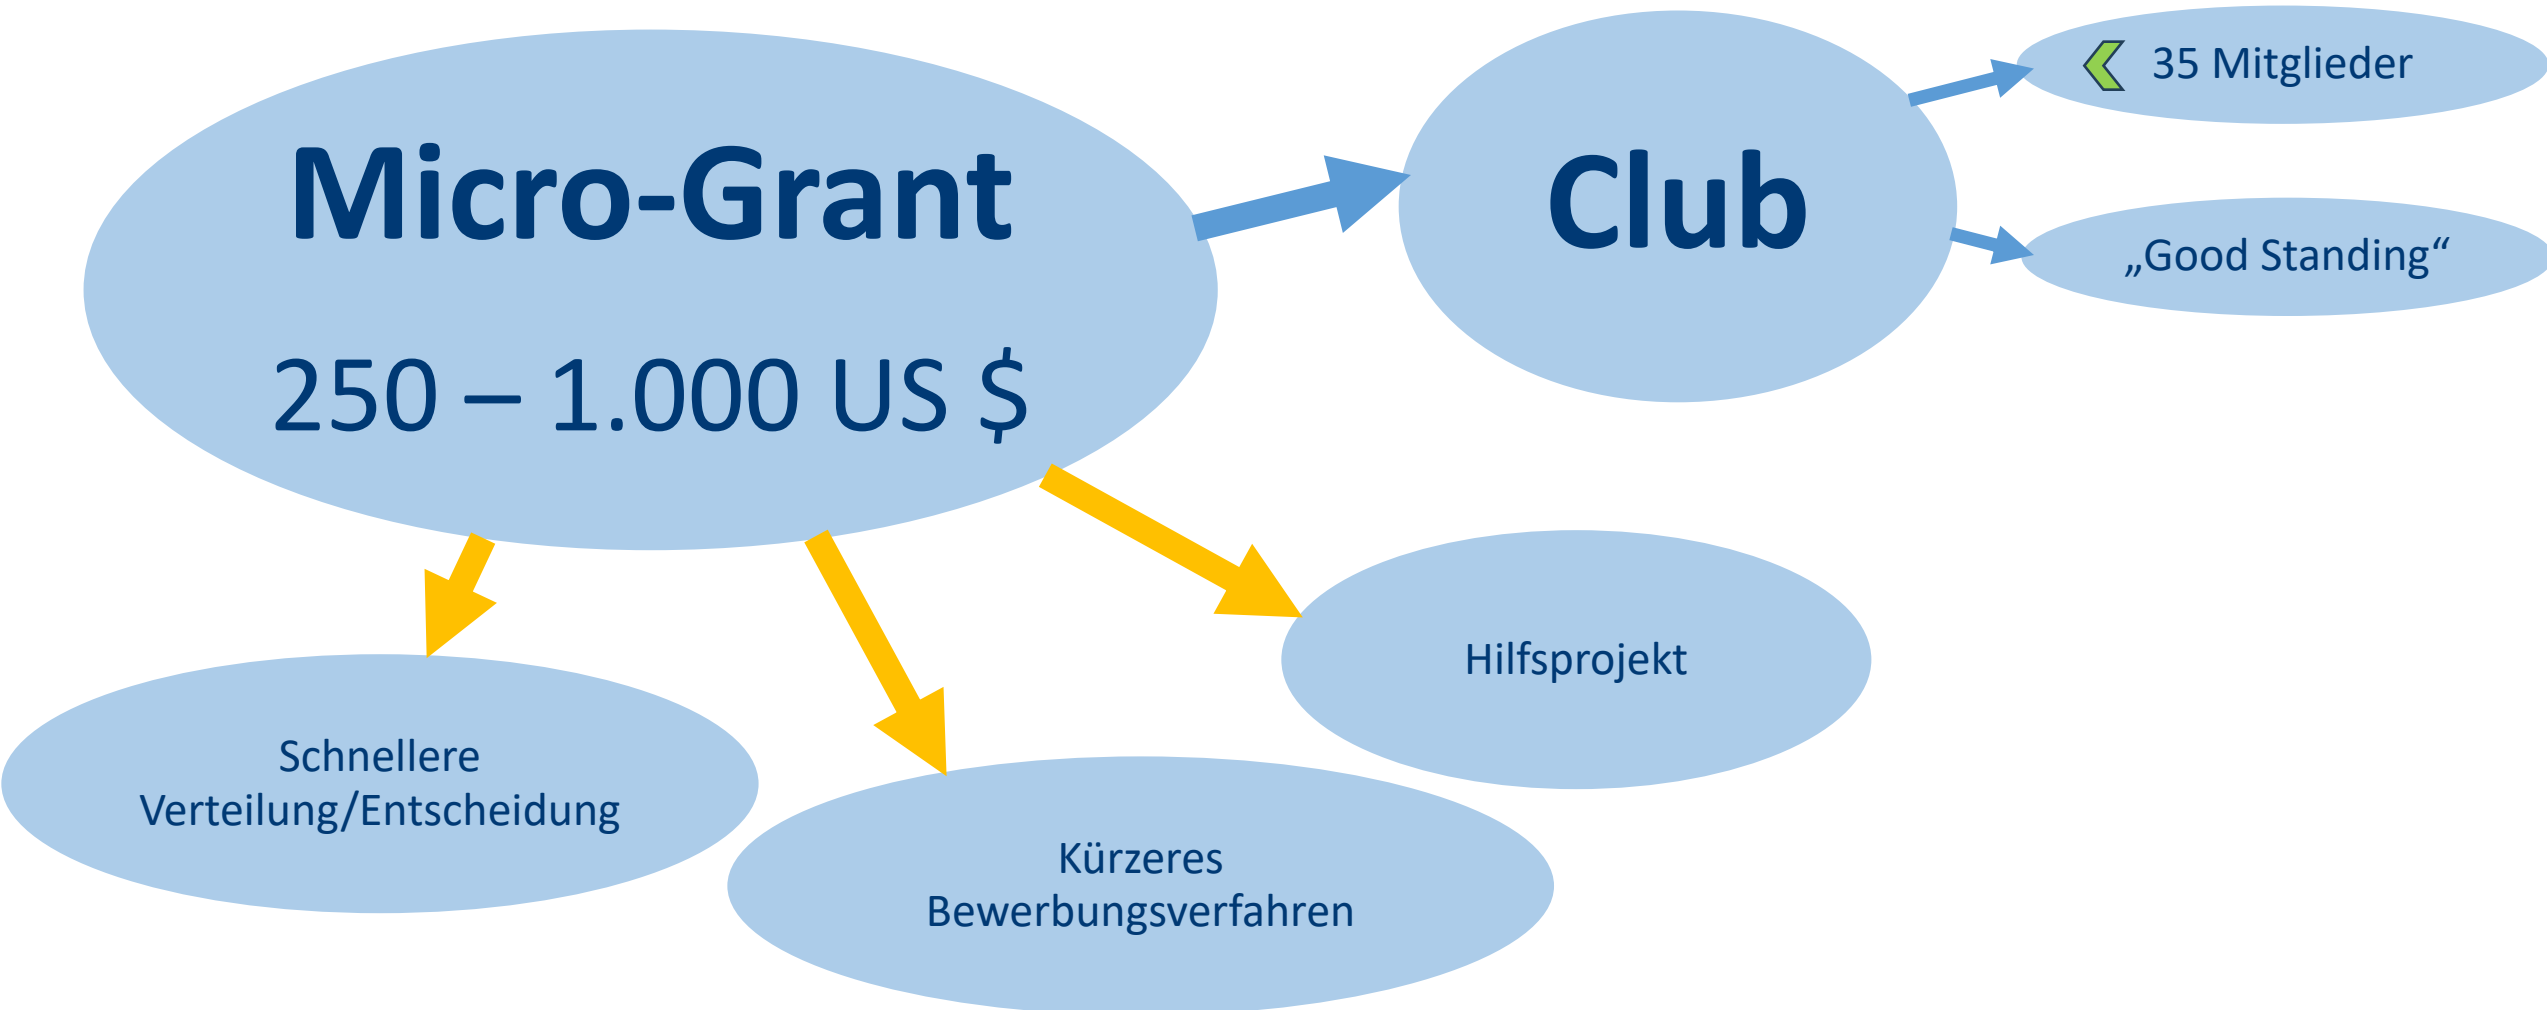 Micro-Grant
250 – 1.000 US $
Club
35 Mitglieder
„Good Standing“
Hilfsprojekt
Schnellere
Verteilung/Entscheidung
Kürzeres
Bewerbungsverfahren